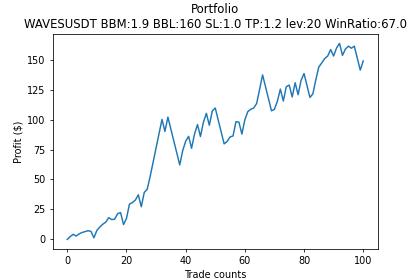 Portfolio
WAVESUSDT BBM:1.9 BBL:160 SL:1.0 TP:1.2 lev:20 WinRatio:67.0
Profit ($)
150
125
100
75
50
25
0
0 20 40 60 80 100
Trade counts